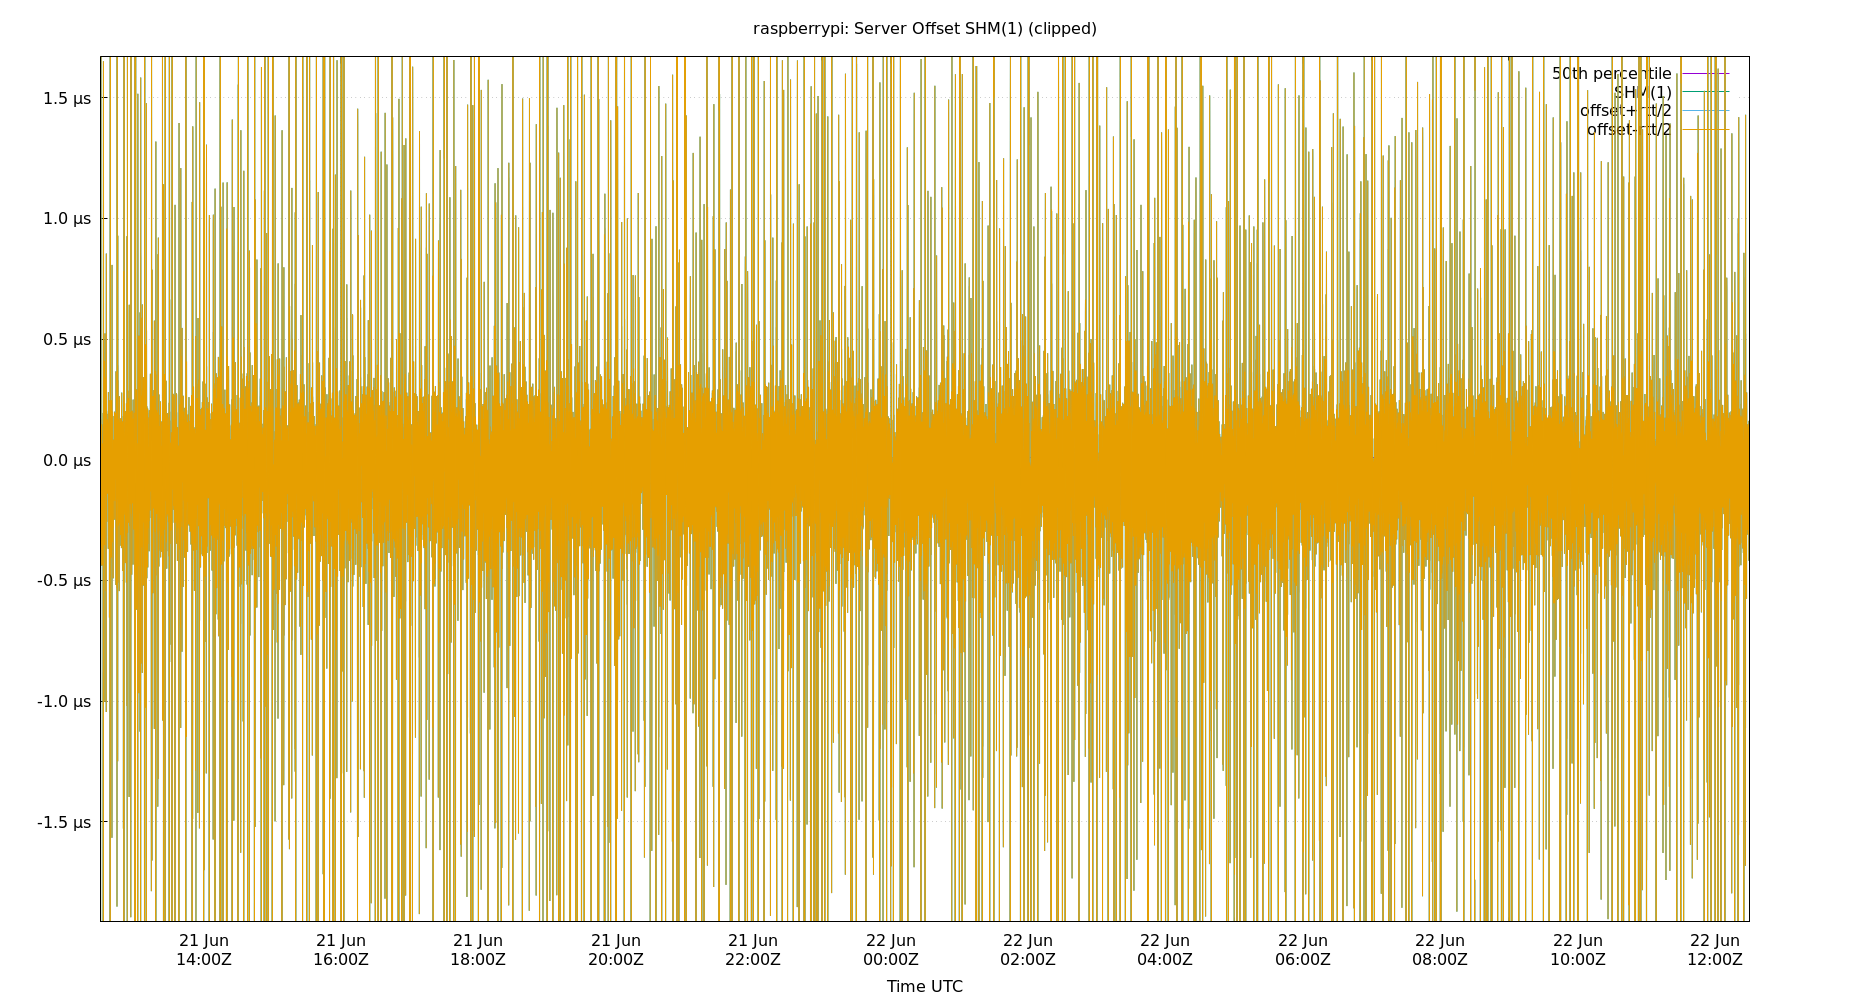 raspberrypi: Server Offset SHM(1) (clipped)
50th percentile
SHM(1)
offset+rtt/2
offset-rtt/2
1.5 µs
1.0 µs
0.5 µs
0.0 µs
-0.5 µs
-1.0 µs
-1.5 µs
21 Jun 21 Jun 21 Jun 21 Jun 21 Jun 22 Jun 22 Jun 22 Jun 22 Jun 22 Jun 22 Jun 22 Jun
14:00Z 16:00Z 18:00Z 20:00Z 22:00Z 00:00Z 02:00Z 04:00Z 06:00Z 08:00Z 10:00Z 12:00Z
Time UTC